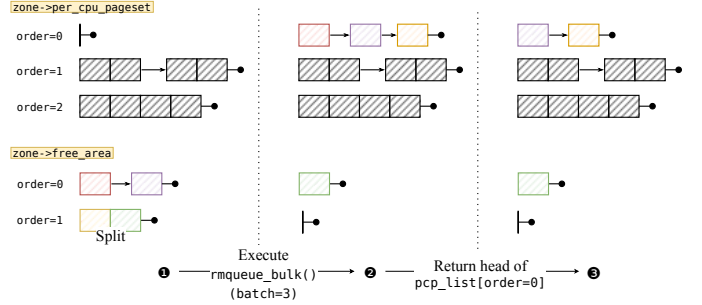 zone->per_cpu_pageset
order=0
order=1
order=2
zone->free_area
order=0
order=1
Split
❶
Execute
rmqueue_bulk()
(batch=3)
❷
Return head of
pcp_list[order=0]
❸